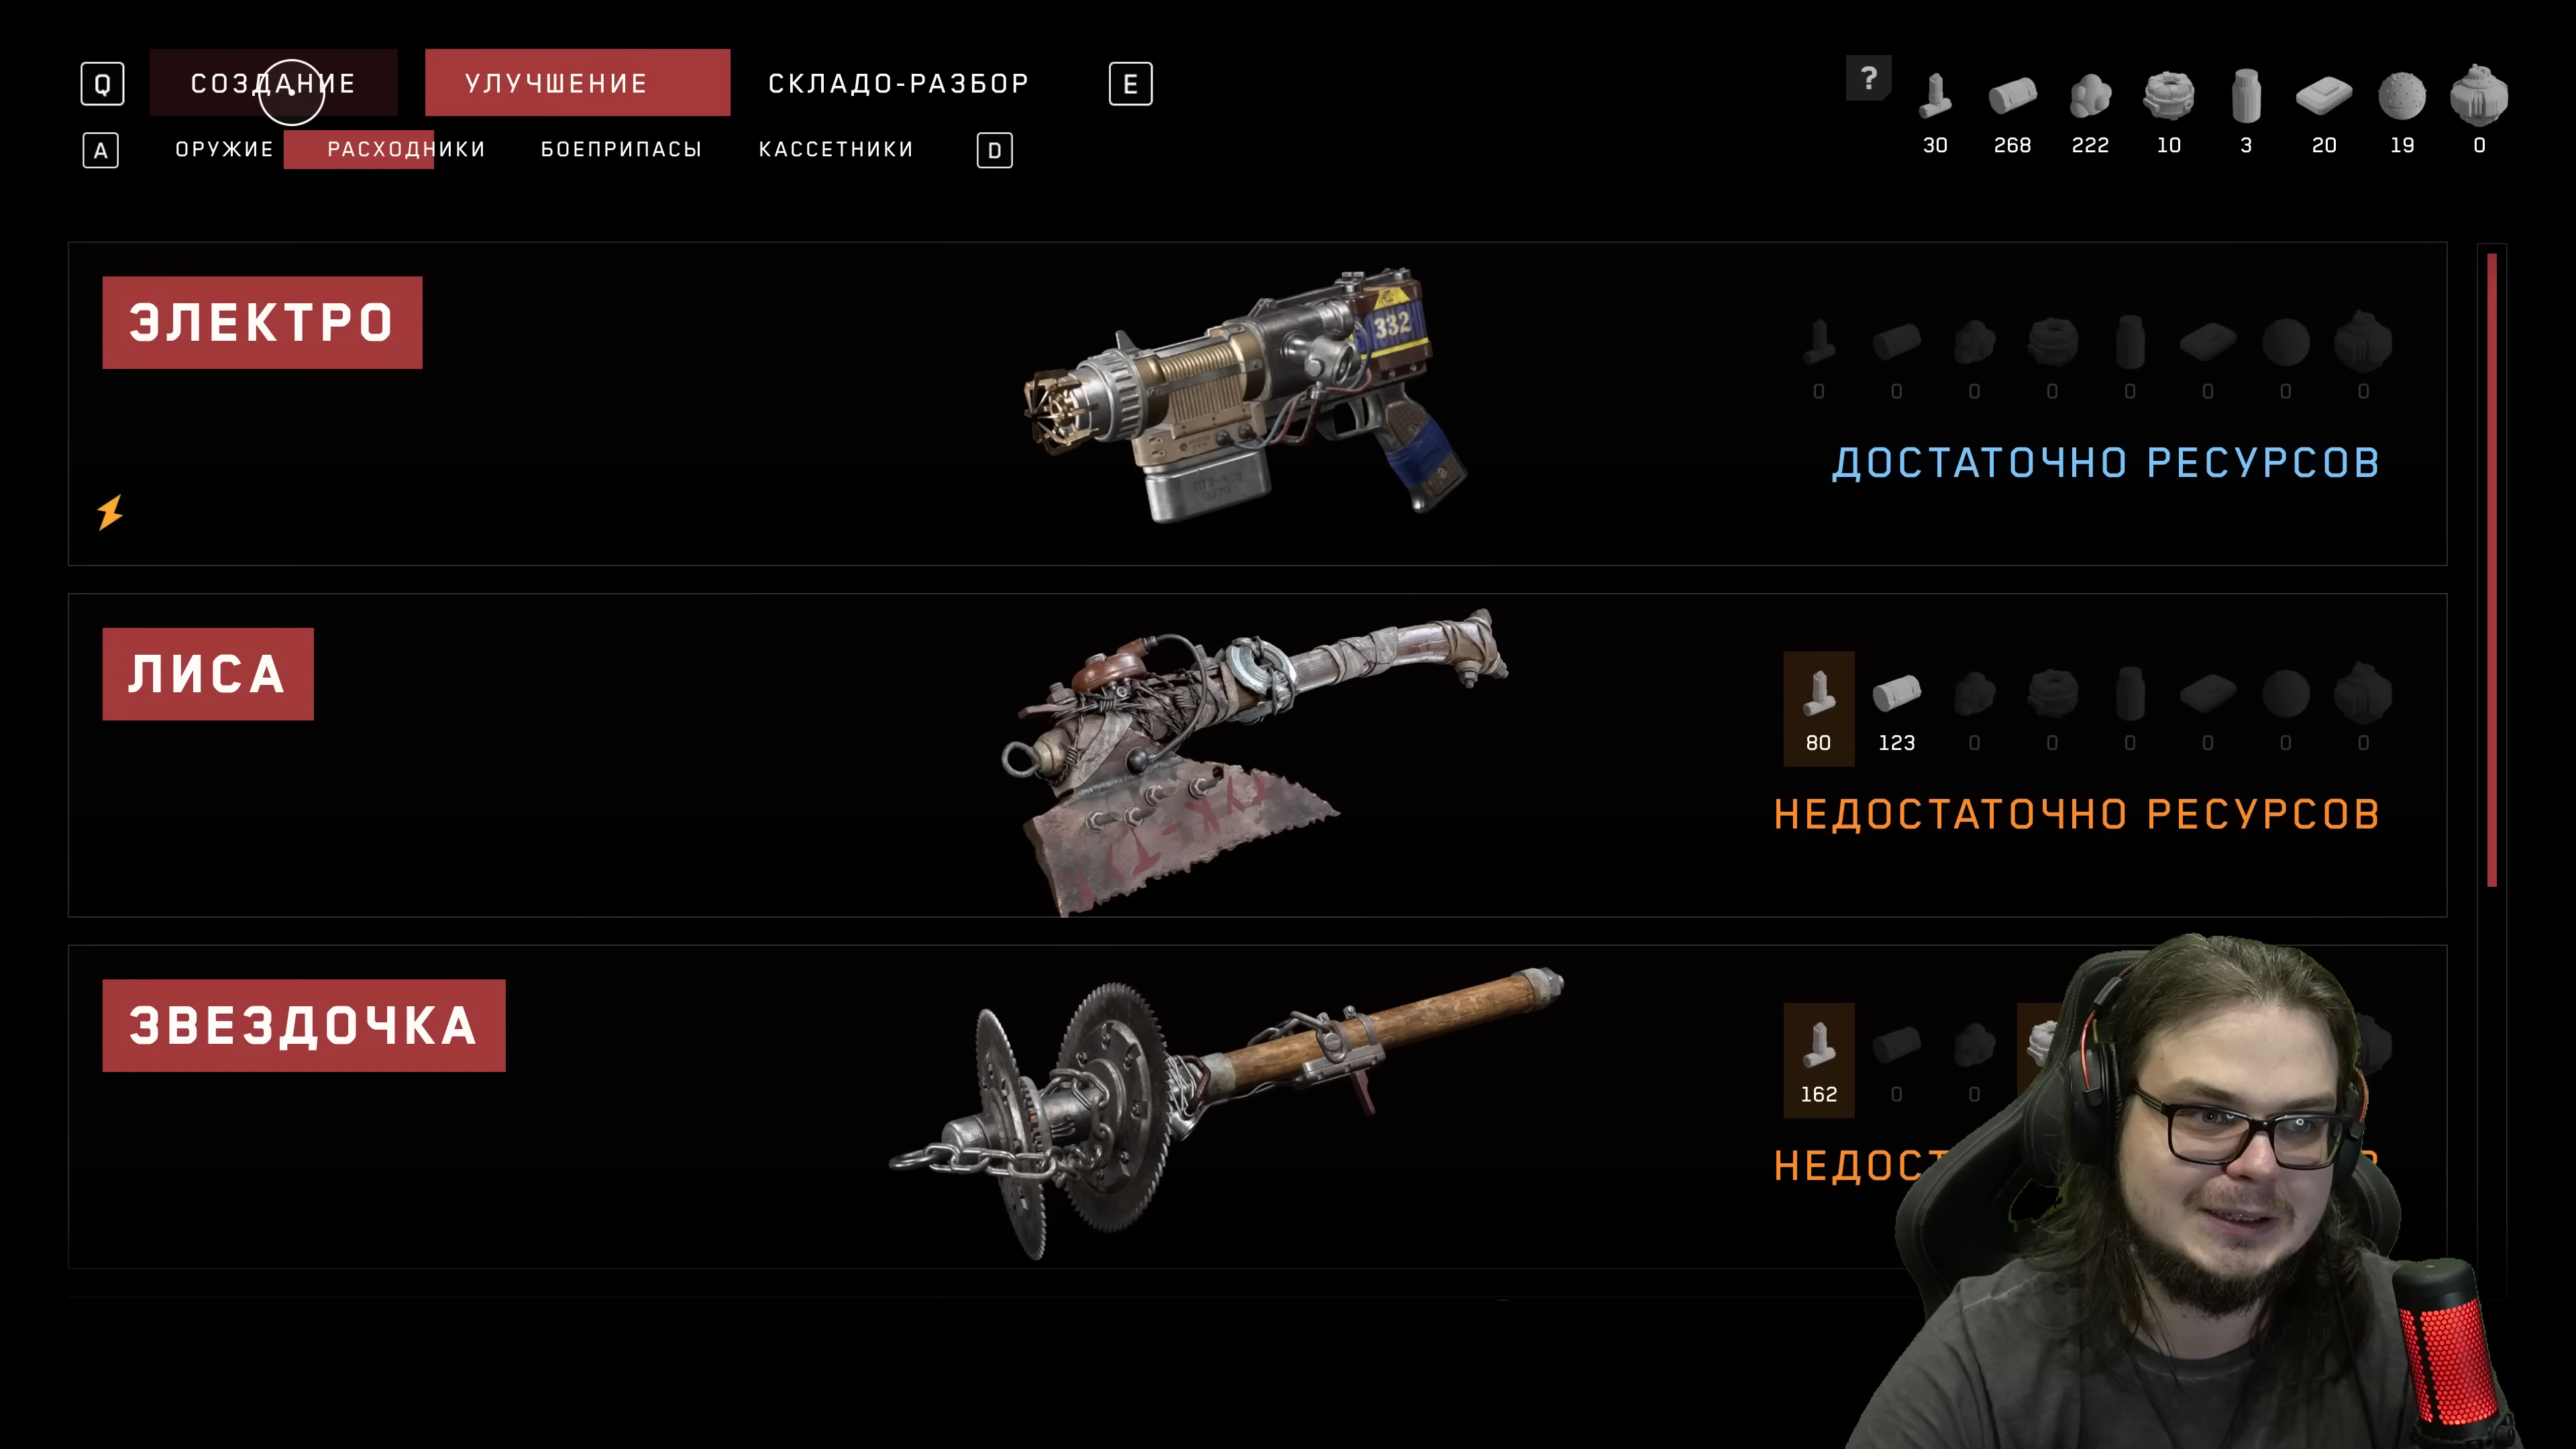 Q СОЗДАНИЕ УЛУЧШЕНИЕ СКЛАДО-РАЗБОР E ?
A ОРУЖИЕ РАСХОДНИКИ БОЕПРИПАСЫ КАССЕТНИКИ D
30 268 222 10 3 20 19 0
ЭЛЕКТРО
332
0 0 0 0 0 0 0 0
ДОСТАТОЧНО РЕСУРСОВ
ЛИСА
80 123 0 0 0 0 0 0
НЕДОСТАТОЧНО РЕСУРСОВ
ЗВЕЗДОЧКА
162 0 0